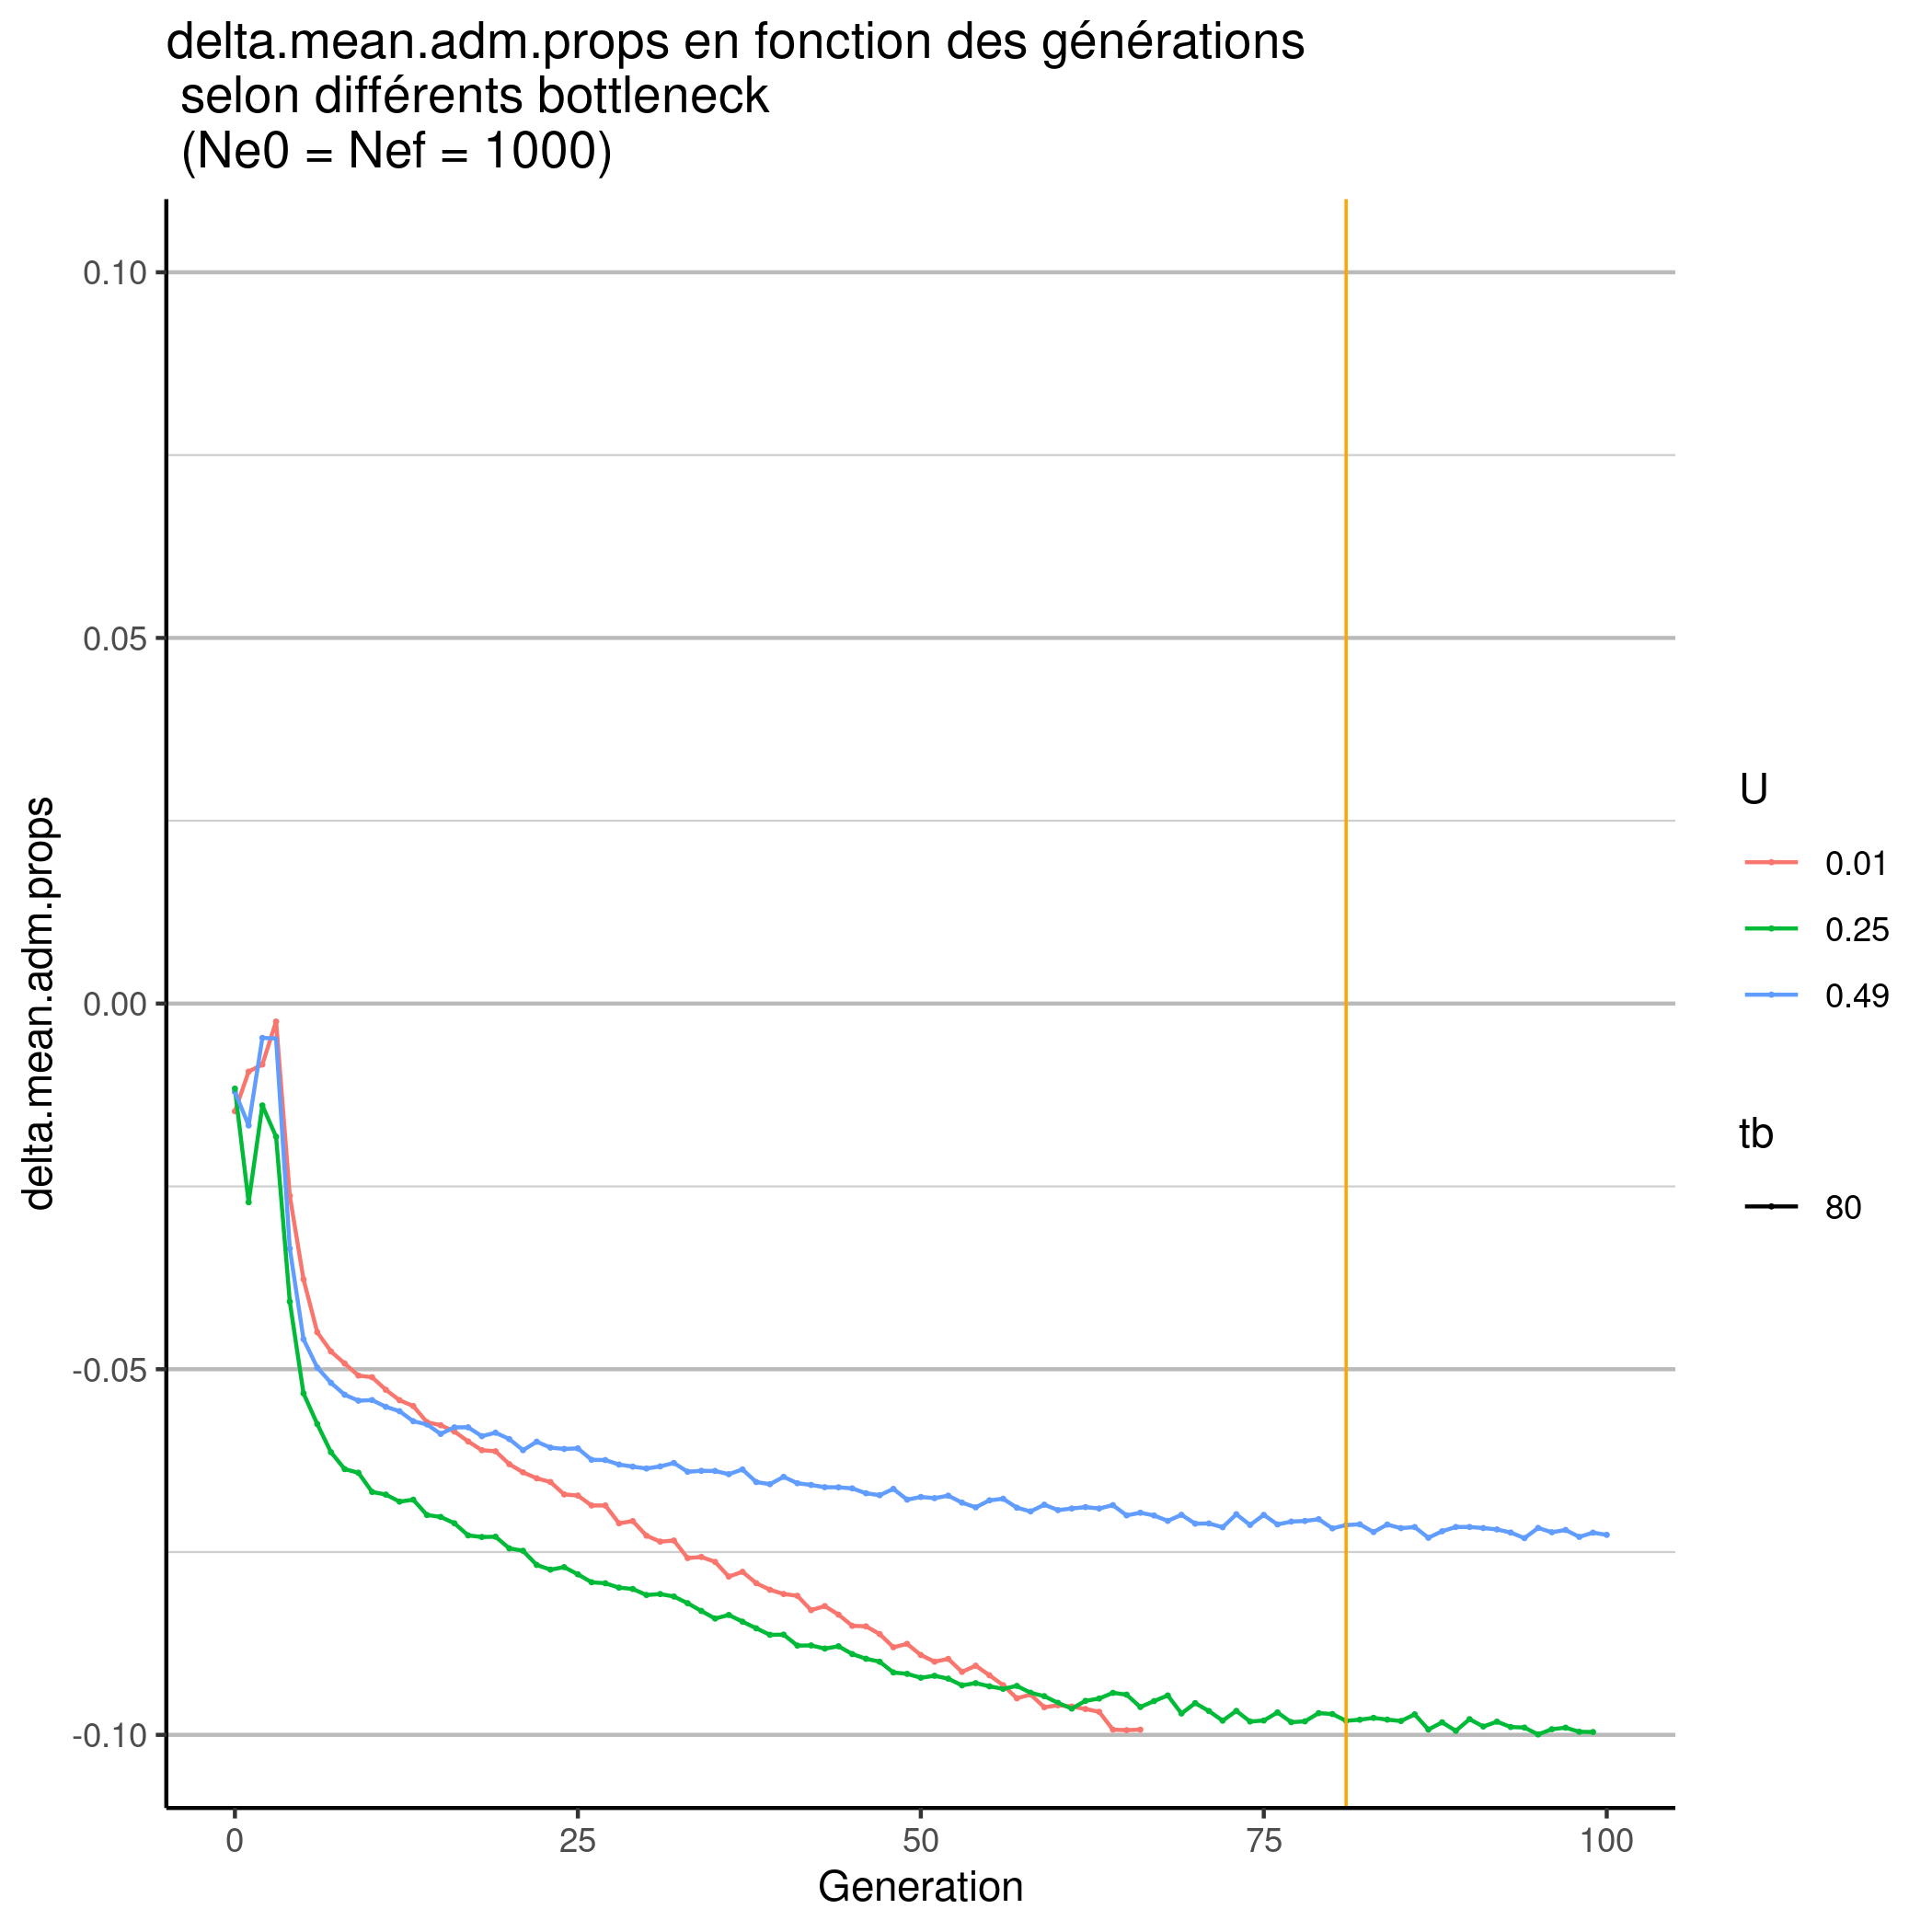 delta.mean.adm.props en fonction des générations
selon différents bottleneck
(Ne0 = Nef = 1000)
delta.mean.adm.props
0.10
0.05
0.00
-0.05
-0.10
0
25
50
75
100
Generation
U
0.01
0.25
0.49
tb
80